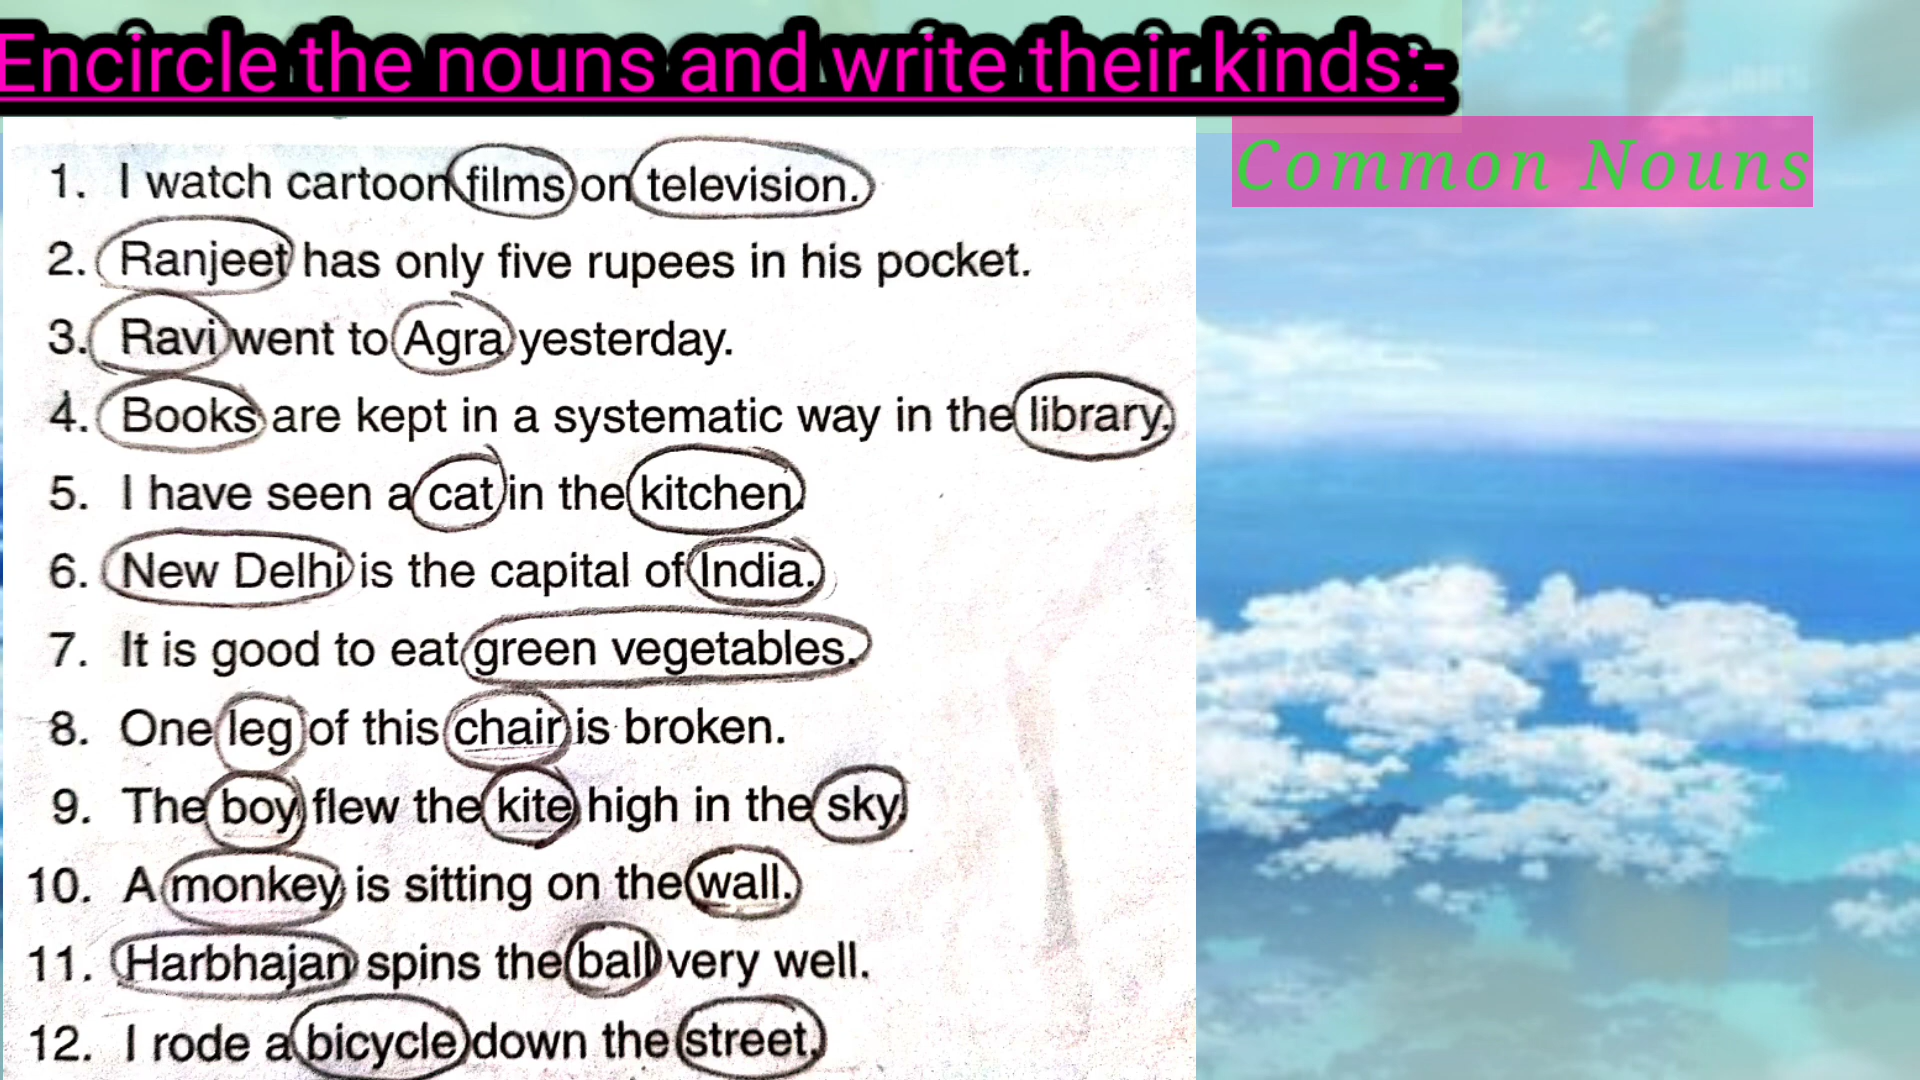 Encircle the nouns and write their kinds:-
Common Nouns
1. I watch cartoon films on television.
2. Ranjeet has only five rupees in his pocket.
3. Ravi went to Agra yesterday.
4. Books are kept in a systematic way in the library.
5. I have seen a cat in the kitchen.
6. New Delhi is the capital of India.
7. It is good to eat green vegetables.
8. One leg of this chair is broken.
9. The boy flew the kite high in the sky.
10. A monkey is sitting on the wall.
11. Harbhajan spins the ball very well.
12. I rode a bicycle down the street.